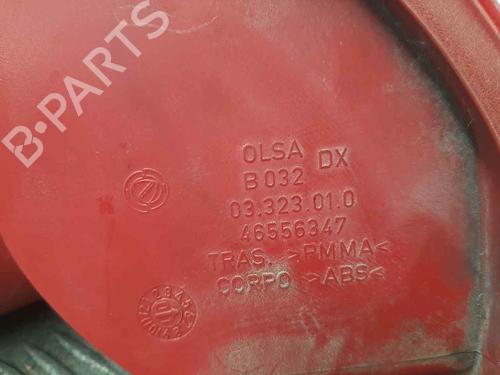 B-PARTS
OLSA DX
B 032
03.323.01.0
46556347
TRAS. >PMMA<
CORPO >ABS<